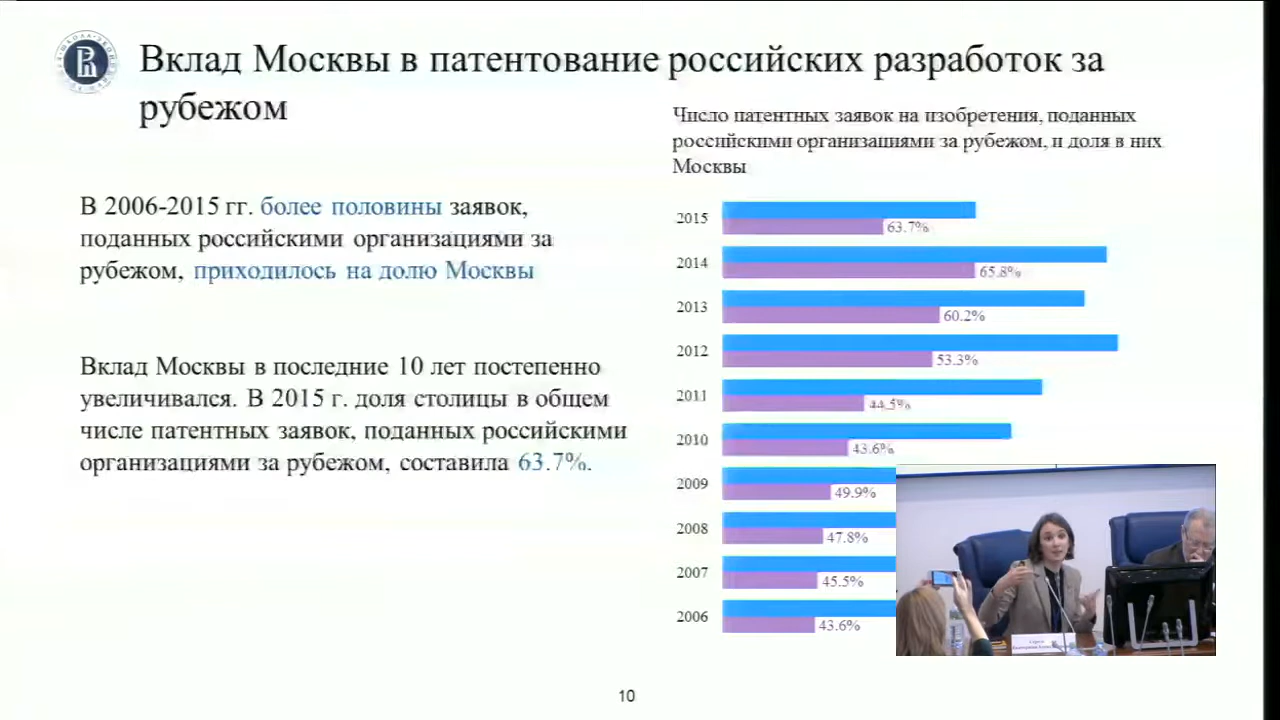 Вклад Москвы в патентование российских разработок за
рубежом
В 2006-2015 гг. более половины заявок,
поданных российскими организациями за
рубежом, приходилось на долю Москвы
Вклад Москвы в последние 10 лет постепенно
увеличивался. В 2015 г. доля столицы в общем
числе патентных заявок, поданных российскими
организациями за рубежом, составила 63.7%.
Число патентных заявок на изобретения, поданных
российскими организациями за рубежом, и доля в них
Москвы
2015
63.7%
2014
65.8%
2013
60.2%
2012
53.3%
2011
44.5%
2010
43.6%
2009
49.9%
2008
47.8%
2007
45.5%
2006
43.6%
10